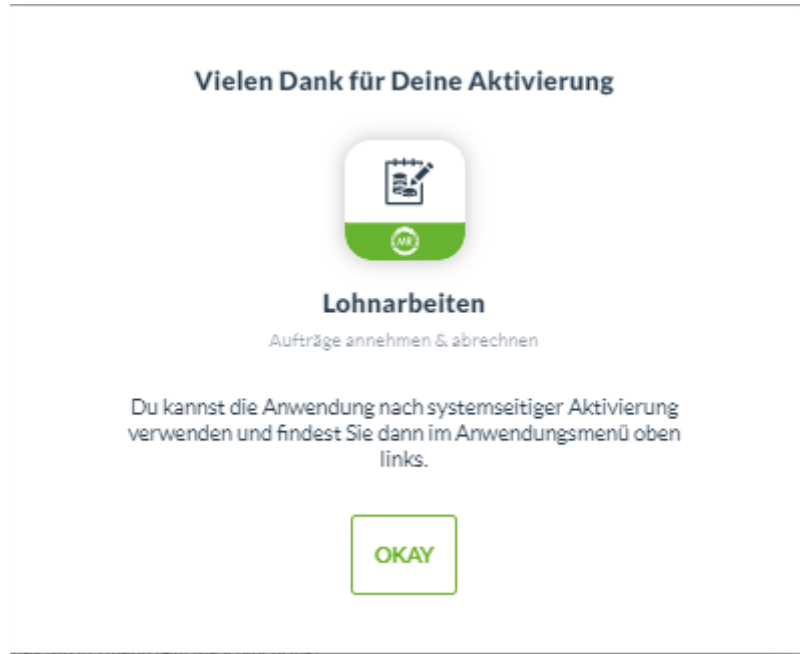 Vielen Dank für Deine Aktivierung
MR
Lohnarbeiten
Aufträge annehmen & abrechnen
Du kannst die Anwendung nach systemseitiger Aktivierung
verwenden und findest Sie dann im Anwendungsmenü oben
links.
OKAY